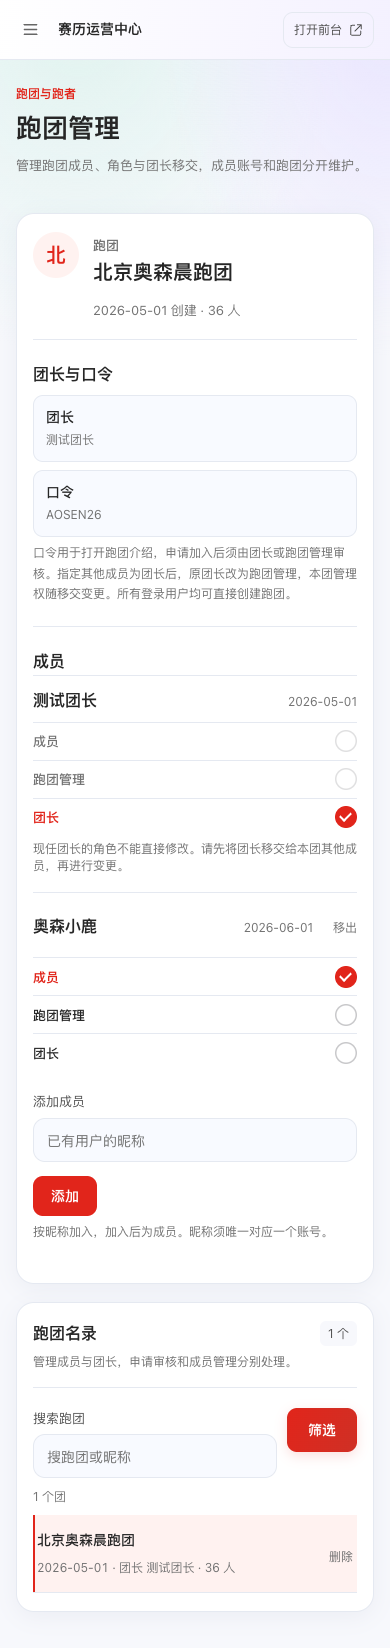 赛历运营中心
打开前台
跑团与跑者
跑团管理
管理跑团成员、角色与团长移交，成员账号和跑团分开维护。
北
跑团
北京奥森晨跑团
2026-05-01 创建 · 36 人
团长与口令
团长
测试团长
口令
AOSEN26
口令用于打开跑团介绍，申请加入后须由团长或跑团管理审
核。指定其他成员为团长后，原团长改为跑团管理，本团管理
权随移交变更。所有登录用户均可直接创建跑团。
成员
测试团长 2026-05-01
成员
跑团管理
团长
现任团长的角色不能直接修改。请先将团长移交给本团其他成
员，再进行变更。
奥森小鹿 2026-06-01 移出
成员
跑团管理
团长
添加成员
已有用户的昵称
添加
按昵称加入，加入后为成员。昵称须唯一对应一个账号。
跑团名录 1 个
管理成员与团长，申请审核和成员管理分别处理。
搜索跑团
搜跑团或昵称
筛选
1 个团
北京奥森晨跑团
2026-05-01 · 团长 测试团长 · 36 人
删除